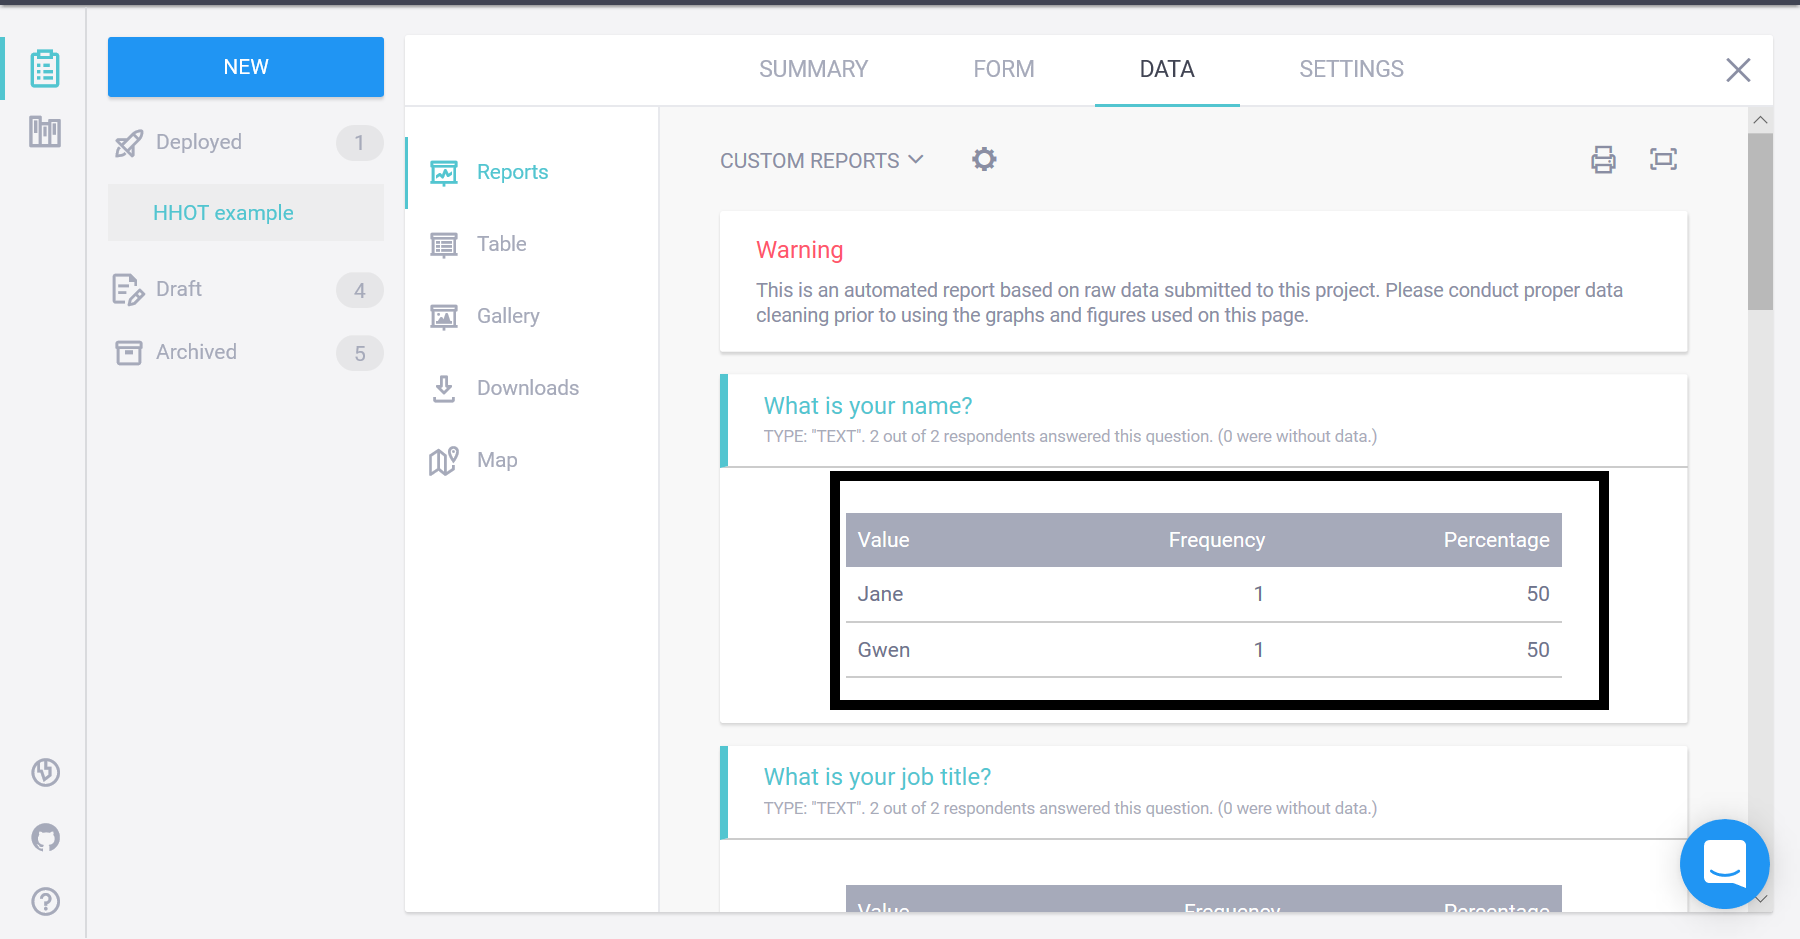 NEW
Deployed 1
HHOT example
Draft 4
Archived 5
SUMMARY FORM DATA SETTINGS
Reports
Table
Gallery
Downloads
Map
CUSTOM REPORTS
Warning
This is an automated report based on raw data submitted to this project. Please conduct proper data
cleaning prior to using the graphs and figures used on this page.
What is your name?
TYPE: "TEXT". 2 out of 2 respondents answered this question. (0 were without data.)
Value Frequency Percentage
Jane 1 50
Gwen 1 50
What is your job title?
TYPE: "TEXT". 2 out of 2 respondents answered this question. (0 were without data.)
Value Frequency Percentage